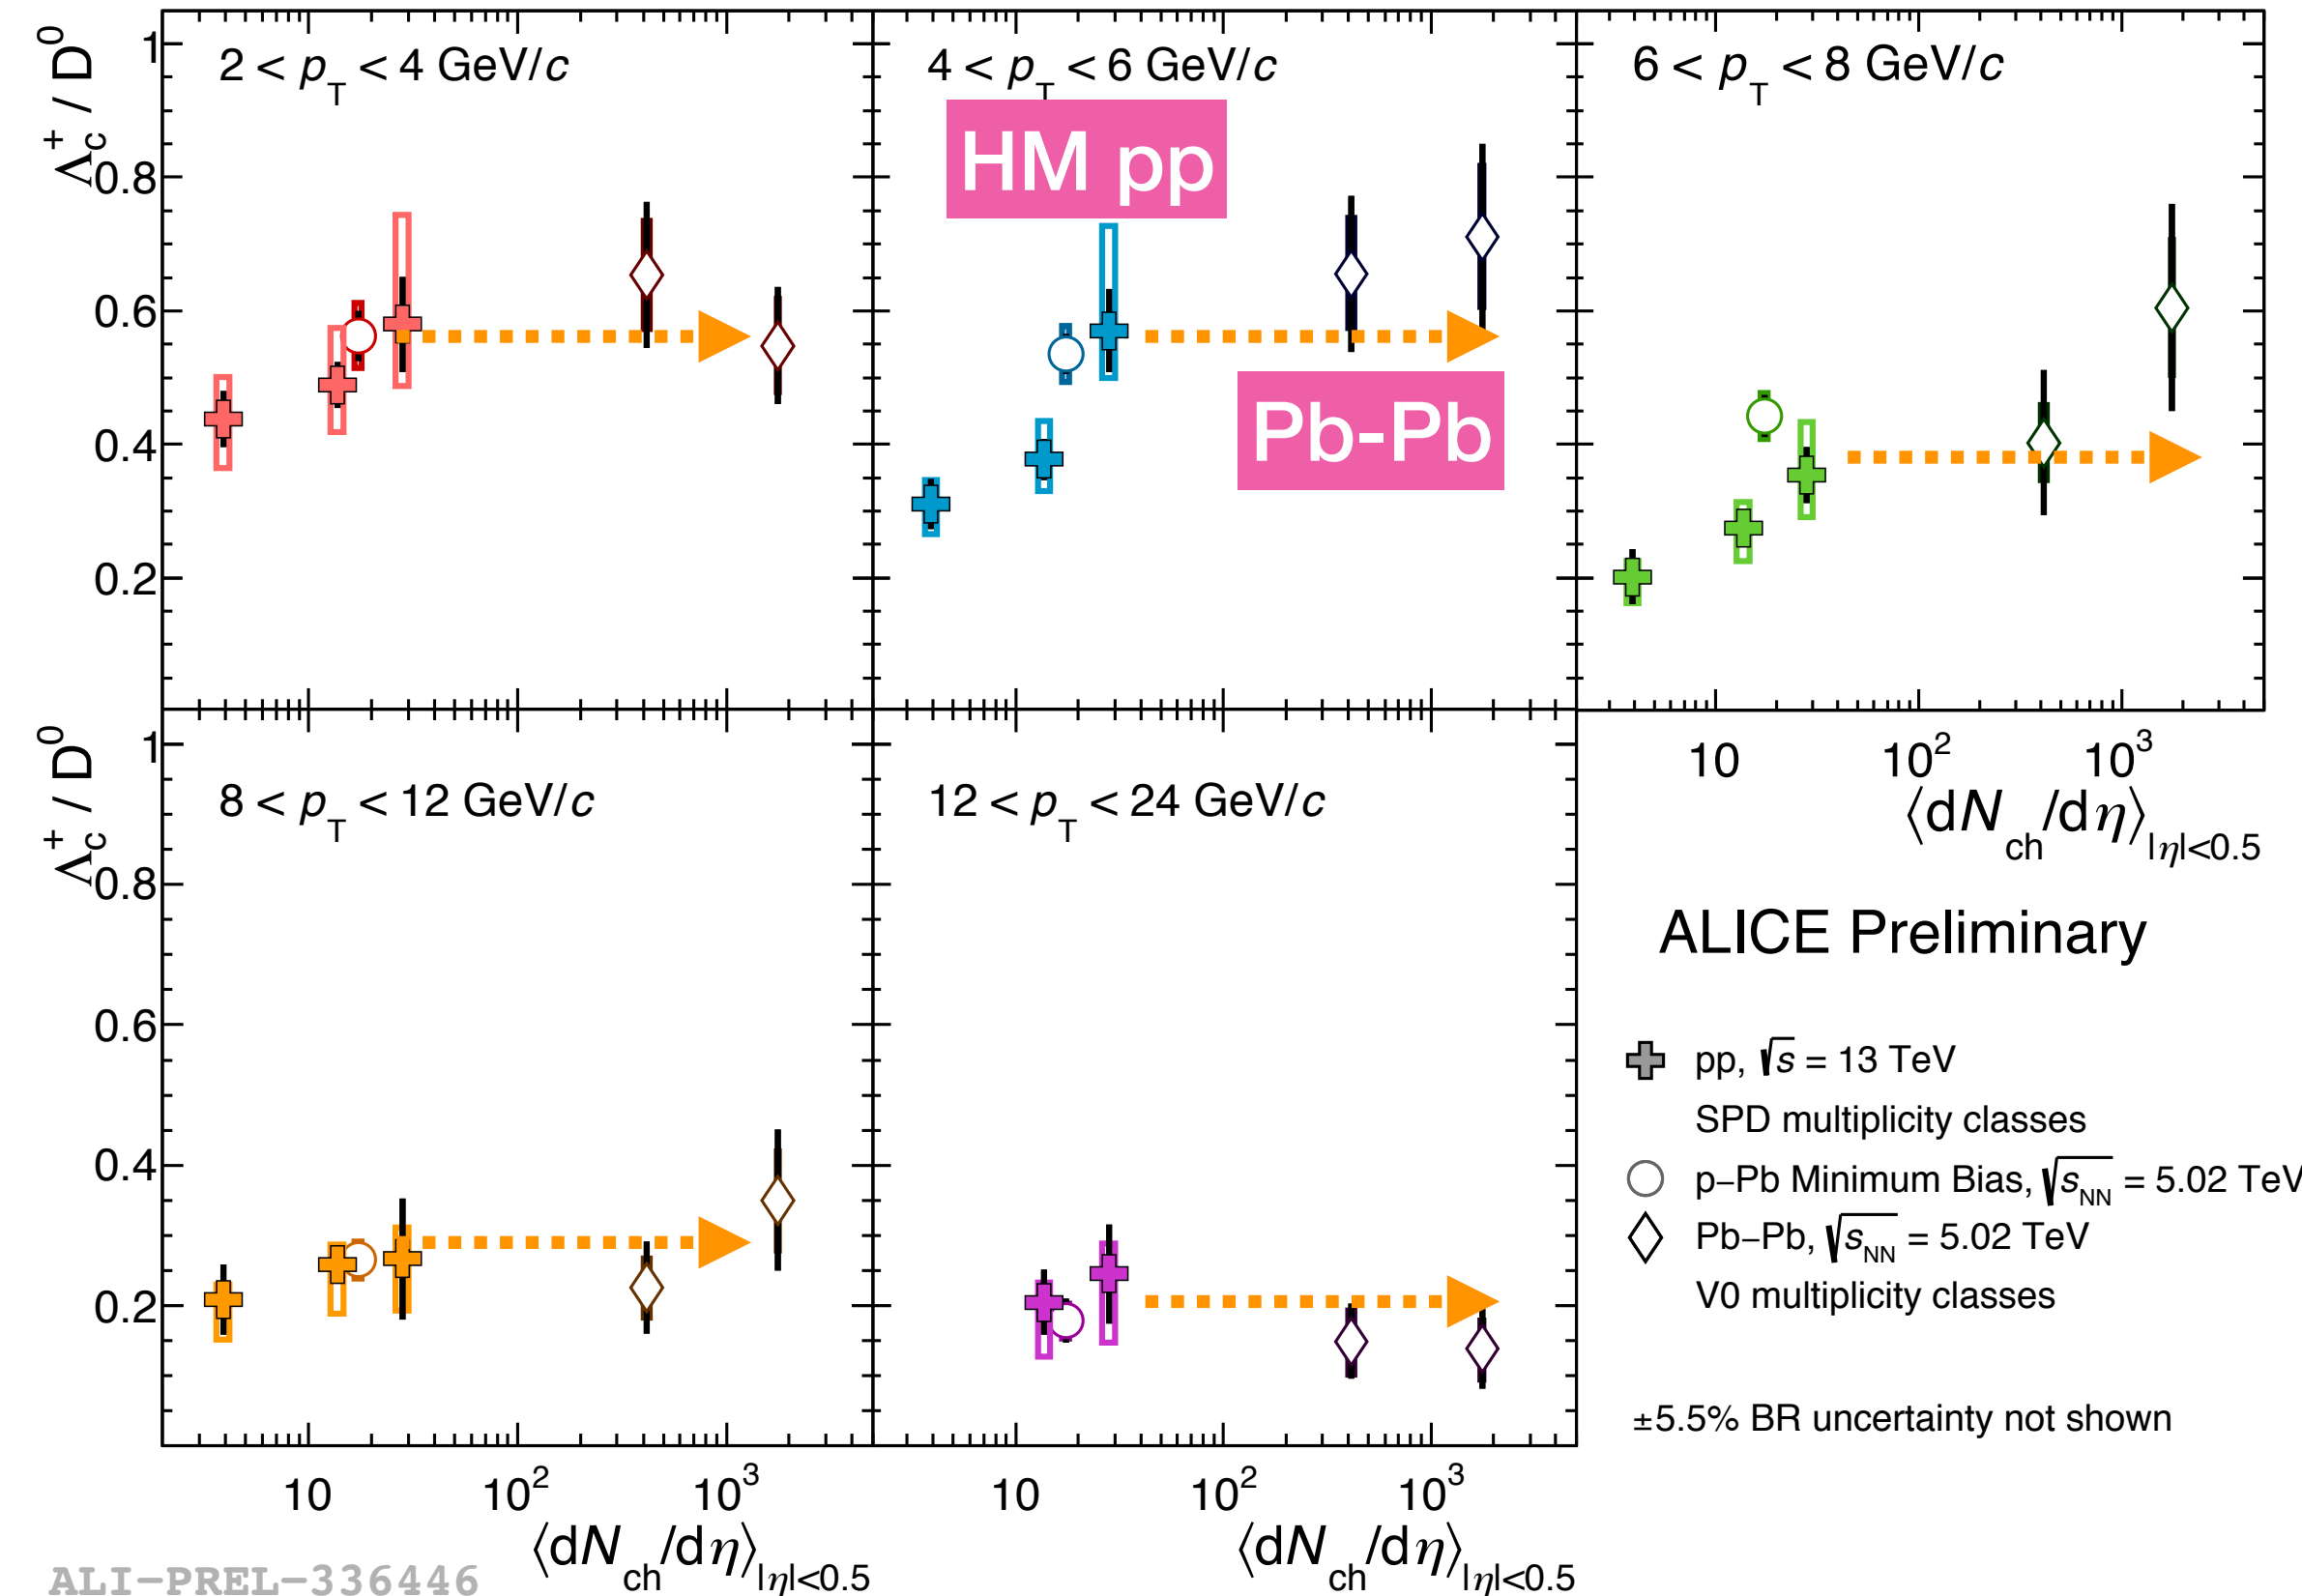 Λc+ / D0
1
0.8
0.6
0.4
0.2
2 < pT < 4 GeV/c
4 < pT < 6 GeV/c
6 < pT < 8 GeV/c
HM pp
Pb-Pb
10
10²
10³
⟨dNch/dη⟩|η|<0.5
Λc+ / D0
1
0.8
0.6
0.4
0.2
8 < pT < 12 GeV/c
12 < pT < 24 GeV/c
ALICE Preliminary
pp, √s = 13 TeV
SPD multiplicity classes
p–Pb Minimum Bias, √sNN = 5.02 TeV
Pb–Pb, √sNN = 5.02 TeV
V0 multiplicity classes
±5.5% BR uncertainty not shown
10 10² 10³
10 10² 10³
⟨dNch/dη⟩|η|<0.5
⟨dNch/dη⟩|η|<0.5
ALI-PREL-336446